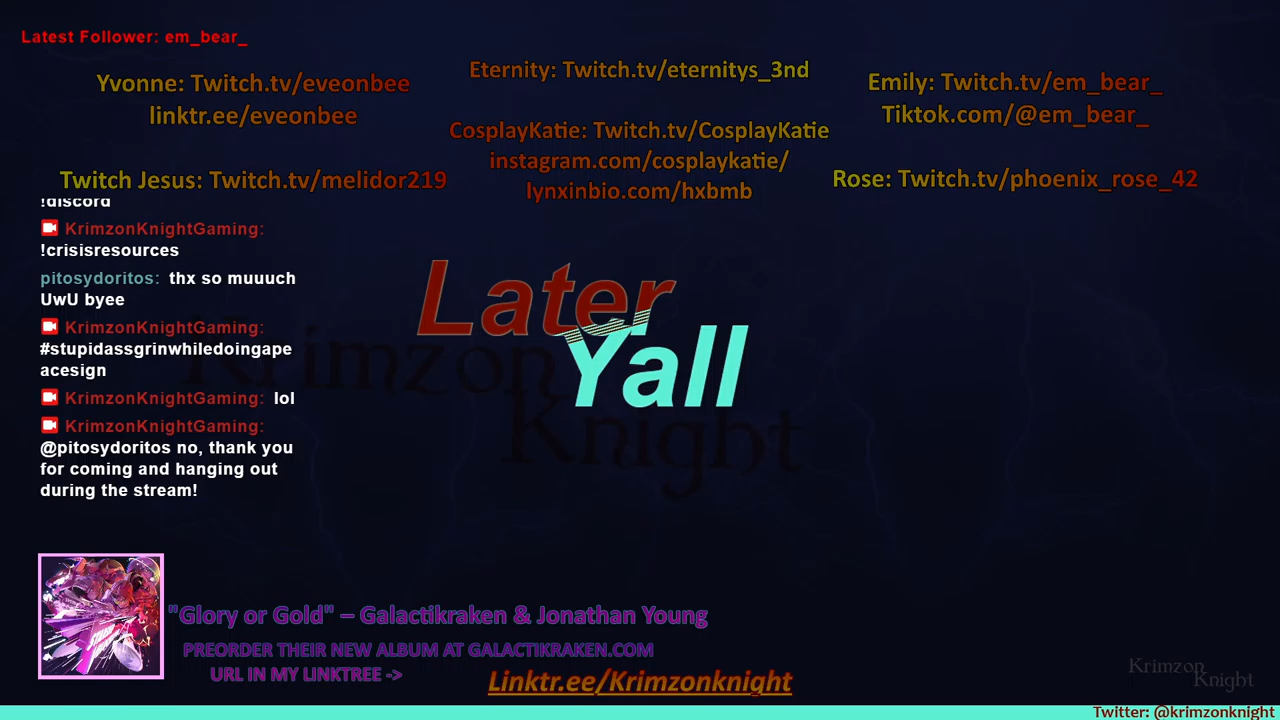 Latest Follower: em_bear_
Yvonne: Twitch.tv/eveonbee
linktr.ee/eveonbee
Eternity: Twitch.tv/eternitys_3nd
Emily: Twitch.tv/em_bear_
Tiktok.com/@em_bear_
CosplayKatie: Twitch.tv/CosplayKatie
instagram.com/cosplaykatie/
lynxinbio.com/hxbmb
Twitch Jesus: Twitch.tv/melidor219
Rose: Twitch.tv/phoenix_rose_42
!discord
KrimzonKnightGaming:
!crisisresources
pitosydoritos: thx so muuuch
UwU byee
KrimzonKnightGaming:
#stupidassgrinwhiledoingape
acesign
KrimzonKnightGaming: lol
KrimzonKnightGaming:
@pitosydoritos no, thank you
for coming and hanging out
during the stream!
Later
Yall
Krimzon
Knight
"Glory or Gold" – Galactikraken & Jonathan Young
PREORDER THEIR NEW ALBUM AT GALACTIKRAKEN.COM
URL IN MY LINKTREE ->
Linktr.ee/Krimzonknight
Krimzon
Knight
Twitter: @krimzonknight